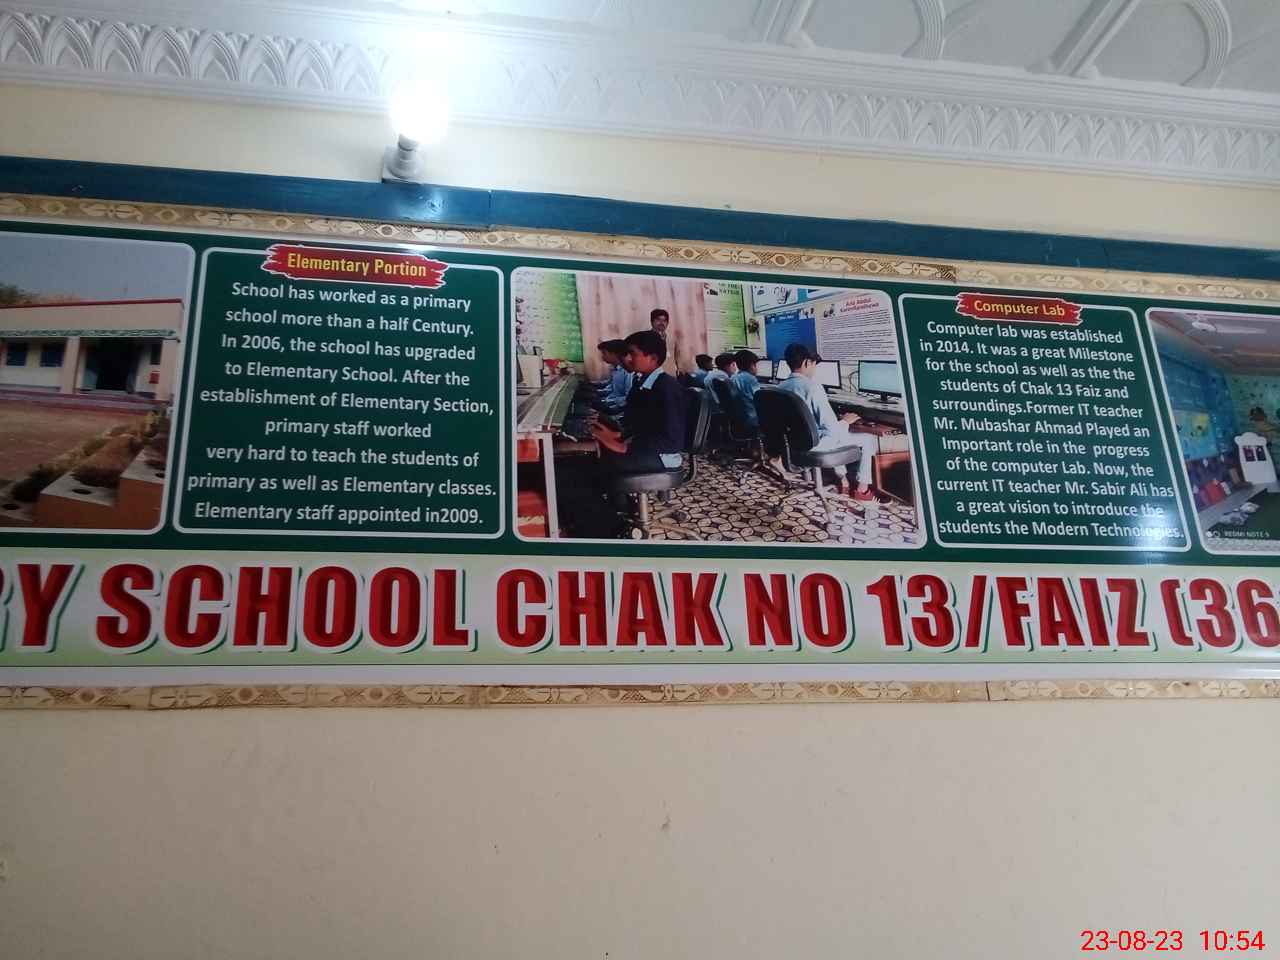 Elementary Portion
School has worked as a primary
school more than a half Century.
In 2006, the school has upgraded
to Elementary School. After the
establishment of Elementary Section,
primary staff worked
very hard to teach the students of
primary as well as Elementary classes.
Elementary staff appointed in2009.
Computer Lab
Computer lab was established
in 2014. It was a great Milestone
for the school as well as the the
students of Chak 13 Faiz and
surroundings.Former IT teacher
Mr. Mubashar Ahmad Played an
Important role in the progress
of the computer Lab. Now, the
current IT teacher Mr. Sabir Ali has
a great vision to introduce the
students the Modern Technologies.
REDMI NOTE 9
RY SCHOOL CHAK NO 13/FAIZ (36
23-08-23 10:54